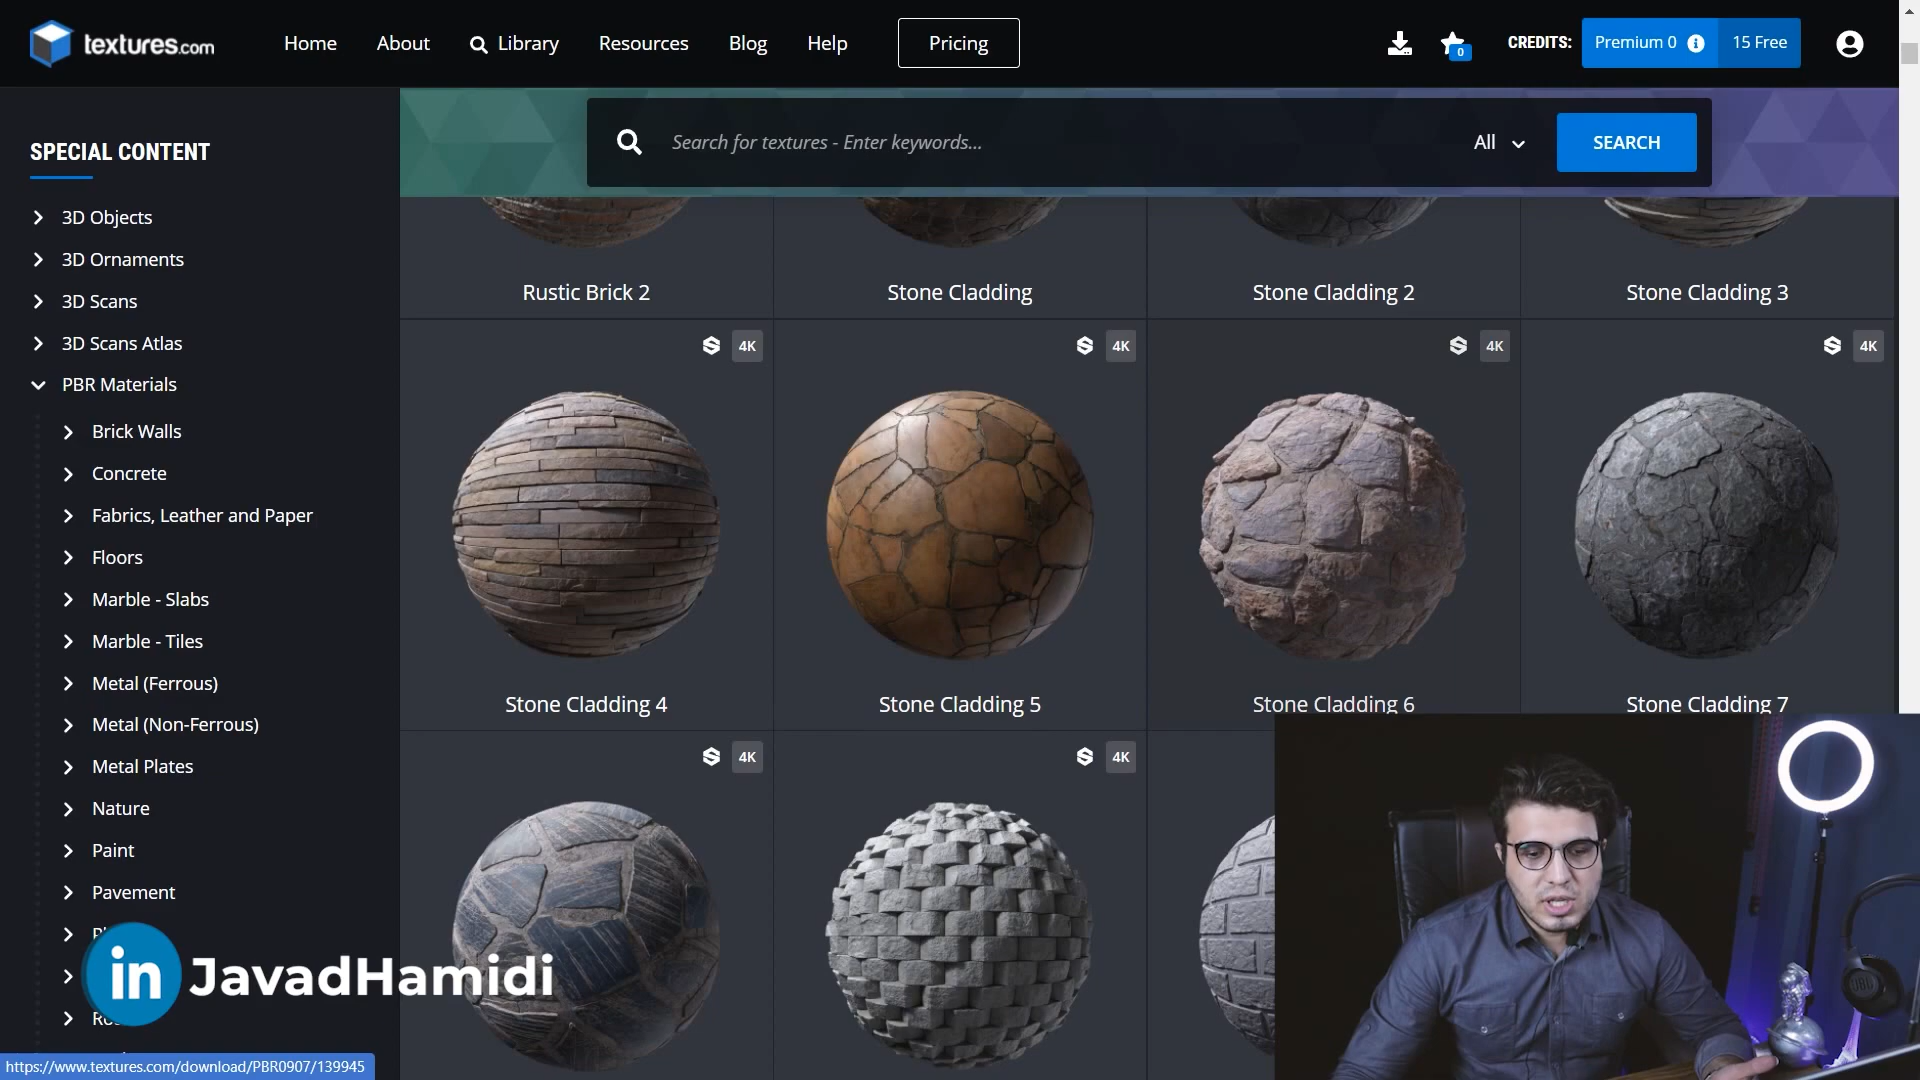 textures.com
Home
About
Library
Resources
Blog
Help
Pricing
0
CREDITS:
Premium 0
15 Free
SPECIAL CONTENT
3D Objects
3D Ornaments
3D Scans
3D Scans Atlas
PBR Materials
Brick Walls
Concrete
Fabrics, Leather and Paper
Floors
Marble - Slabs
Marble - Tiles
Metal (Ferrous)
Metal (Non-Ferrous)
Metal Plates
Nature
Paint
Pavement
Search for textures - Enter keywords...
All
SEARCH
Rustic Brick 2
Stone Cladding
Stone Cladding 2
Stone Cladding 3
4K
4K
4K
4K
Stone Cladding 4
Stone Cladding 5
Stone Cladding 6
Stone Cladding 7
4K
4K
in JavadHamidi
JBL
https://www.textures.com/download/PBR0907/139945